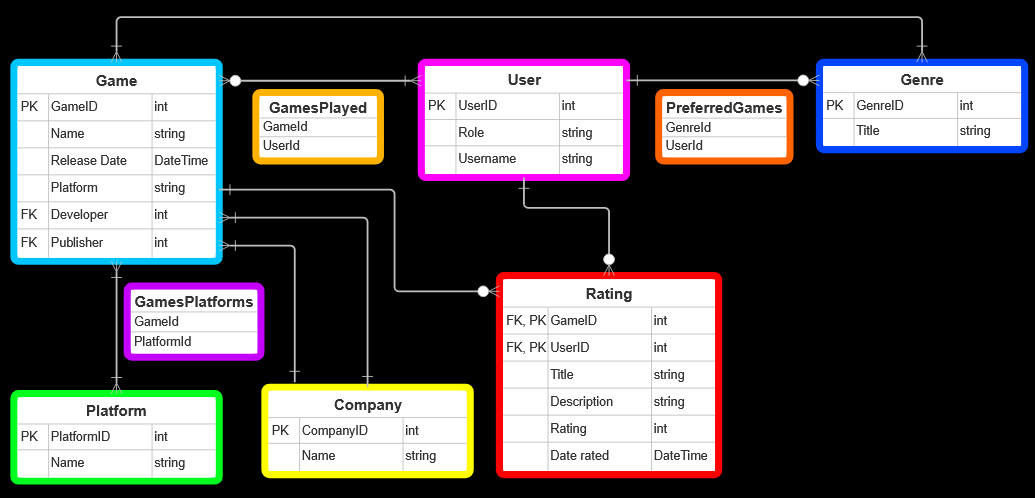 Game
PK GameID int
Name string
Release Date DateTime
Platform string
FK Developer int
FK Publisher int
GamesPlayed
GameId
UserId
User
PK UserID int
Role string
Username string
PreferredGames
GenreId
UserId
Genre
PK GenreID int
Title string
GamesPlatforms
GameId
PlatformId
Platform
PK PlatformID int
Name string
Company
PK CompanyID int
Name string
Rating
FK, PK GameID int
FK, PK UserID int
Title string
Description string
Rating int
Date rated DateTime